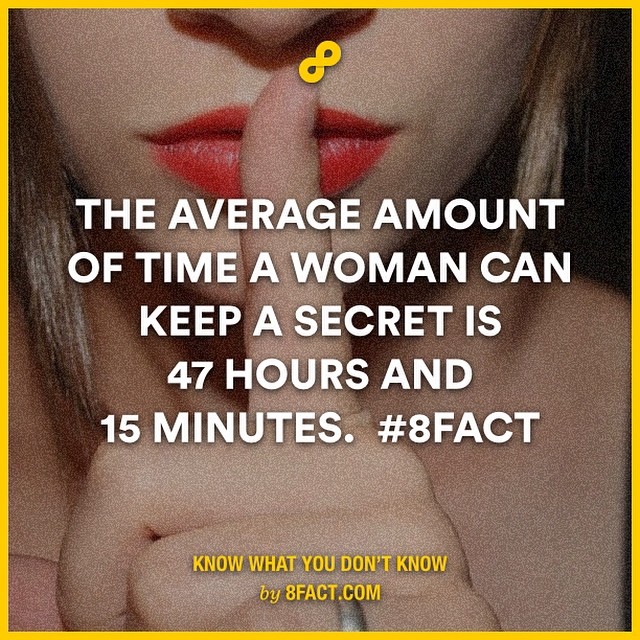 THE AVERAGE AMOUNT
OF TIME A WOMAN CAN
KEEP A SECRET IS
47 HOURS AND
15 MINUTES. #8FACT
KNOW WHAT YOU DON'T KNOW
by 8FACT.COM